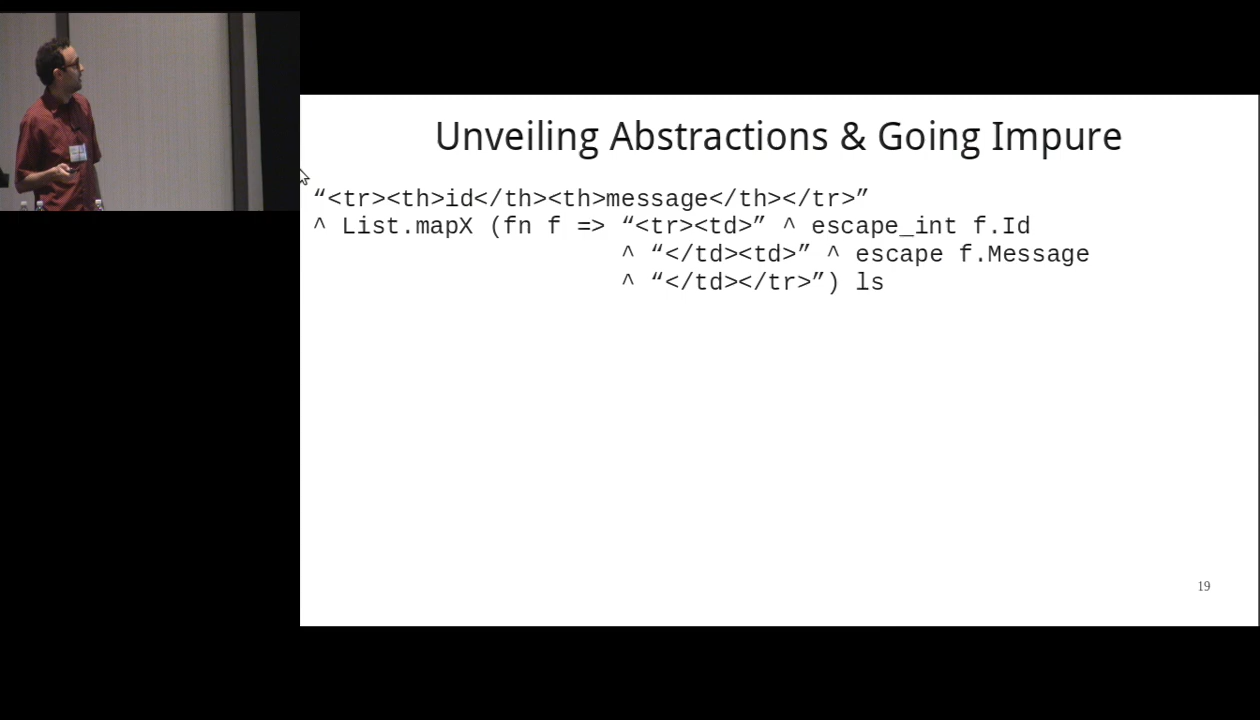 Unveiling Abstractions & Going Impure
“<tr><th>id</th><th>message</th></tr>”
^ List.mapX (fn f => “<tr><td>” ^ escape_int f.Id
^ “</td><td>” ^ escape f.Message
^ “</td></tr>”) ls
19